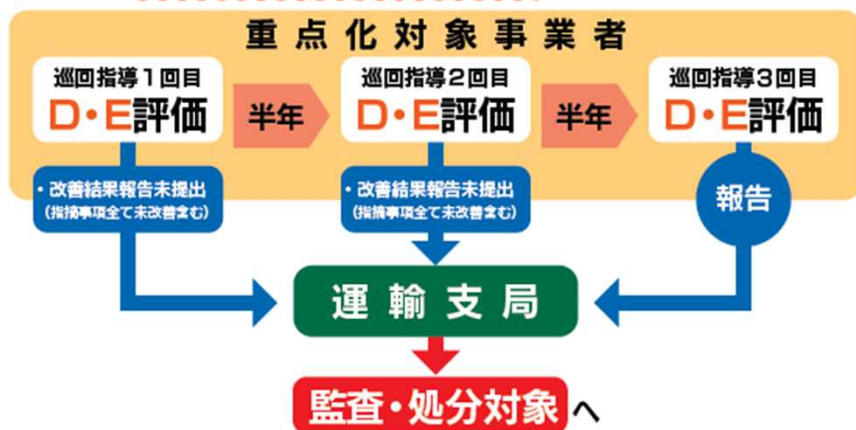 重点化対象事業者
巡回指導1回目
D・E評価
半年
巡回指導2回目
D・E評価
半年
巡回指導3回目
D・E評価
・改善結果報告未提出
(指摘事項全て未改善含む)
・改善結果報告未提出
(指摘事項全て未改善含む)
報告
運輸支局
監査・処分対象へ